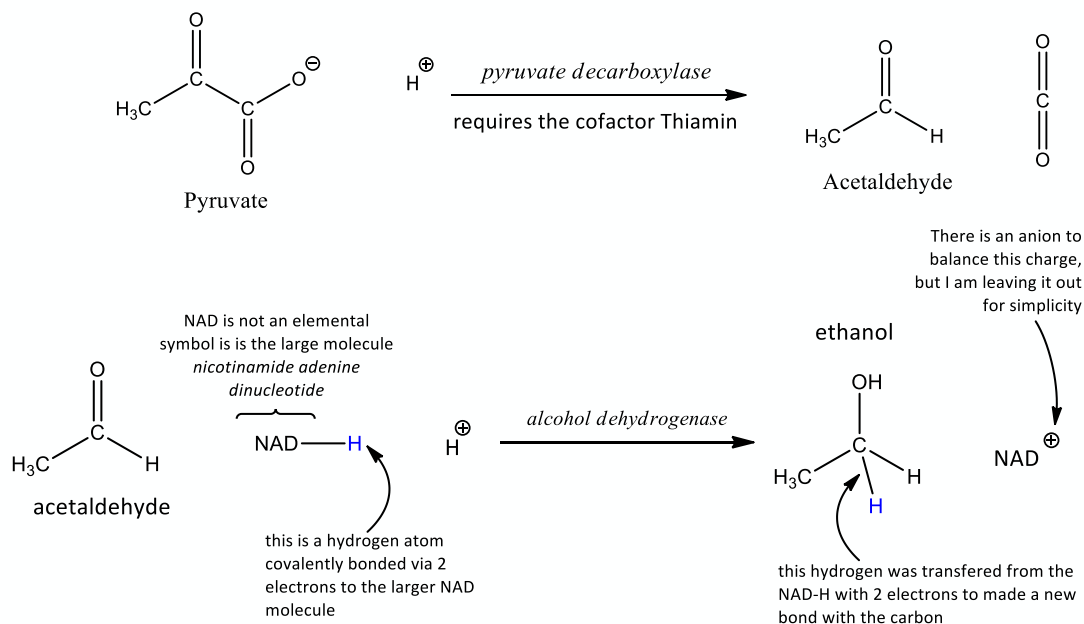 O
O⊖
H⊕
pyruvate decarboxylase
O
O
C
H₃C
C
requires the cofactor Thiamin
C
H₃C
H
C
O
O
Pyruvate
Acetaldehyde
There is an anion to
balance this charge,
but I am leaving it out
for simplicity
NAD is not an elemental
symbol is is the large molecule
nicotinamide adenine
dinucleotide
ethanol
O
C
H₃C
H
acetaldehyde
NAD
H
H⊕
alcohol dehydrogenase
OH
C
H₃C
H
H
NAD⊕
this is a hydrogen atom
covalently bonded via 2
electrons to the larger NAD
molecule
this hydrogen was transfered from the
NAD-H with 2 electrons to made a new
bond with the carbon